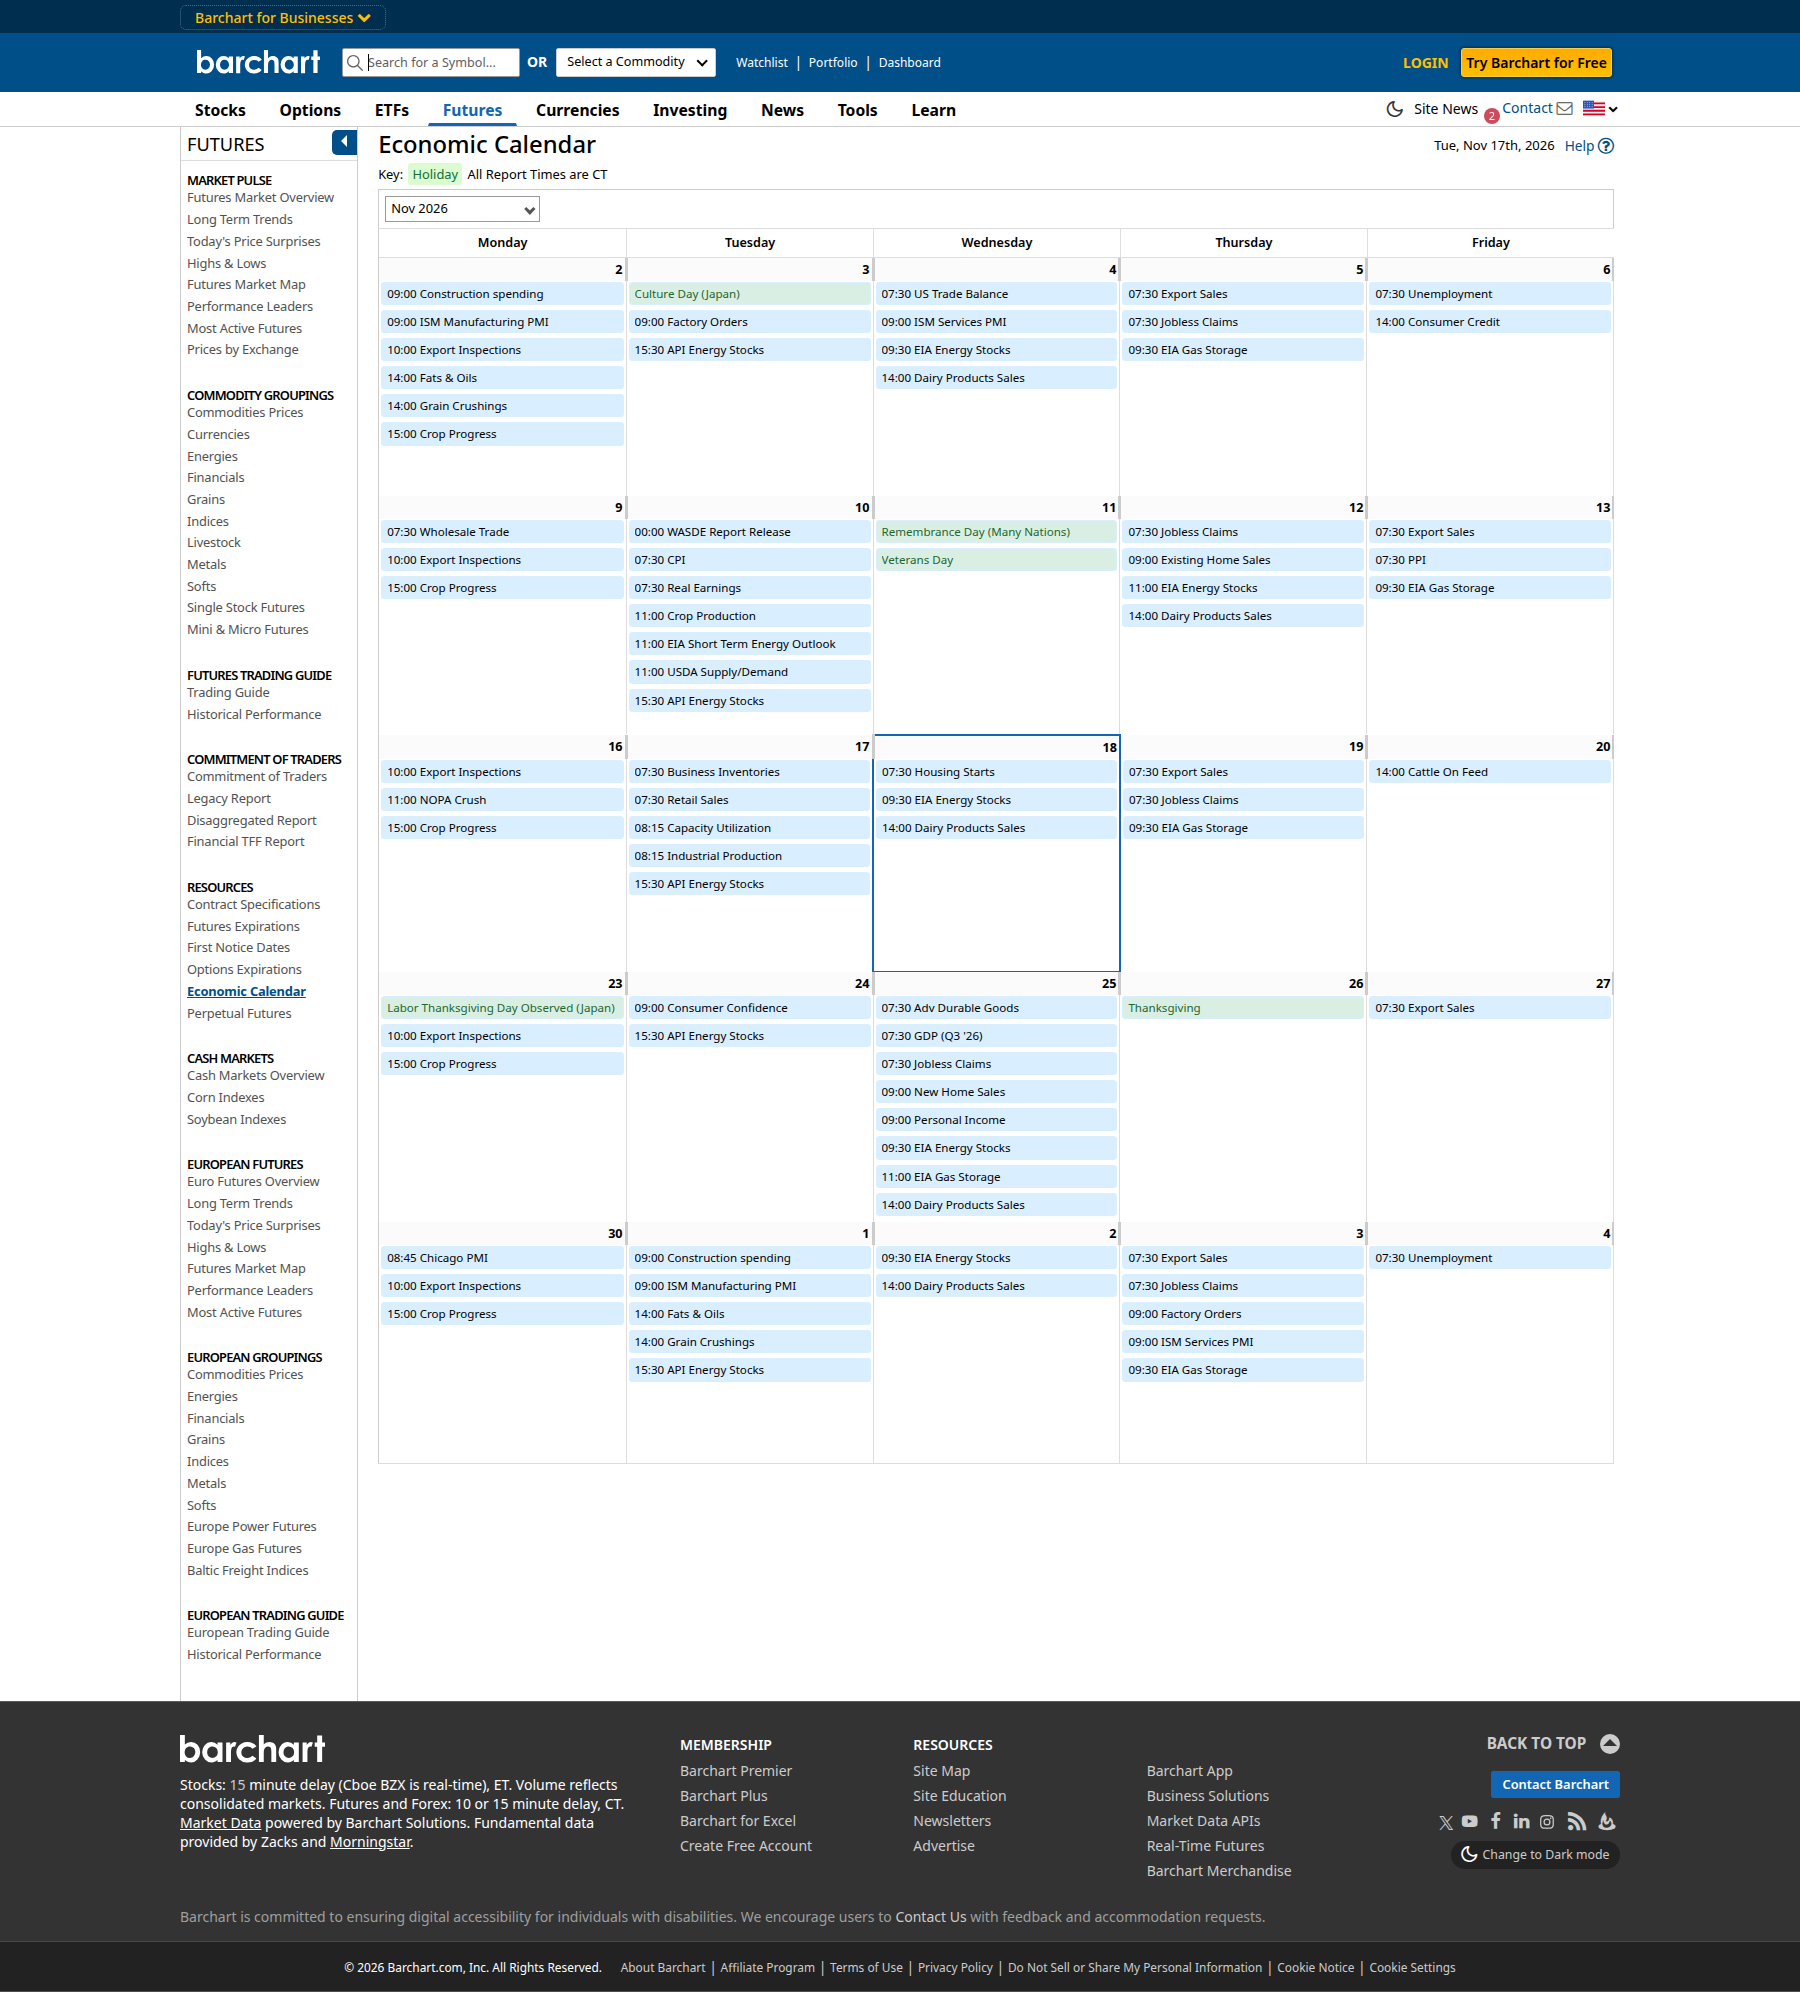 Barchart for Businesses
barchart
Search for a Symbol... OR Select a Commodity Watchlist | Portfolio | Dashboard LOGIN Try Barchart for Free
Stocks Options ETFs Futures Currencies Investing News Tools Learn Site News 2 Contact
FUTURES
MARKET PULSE
Futures Market Overview
Long Term Trends
Today's Price Surprises
Highs & Lows
Futures Market Map
Performance Leaders
Most Active Futures
Prices by Exchange
COMMODITY GROUPINGS
Commodities Prices
Currencies
Energies
Financials
Grains
Indices
Livestock
Metals
Softs
Single Stock Futures
Mini & Micro Futures
FUTURES TRADING GUIDE
Trading Guide
Historical Performance
COMMITMENT OF TRADERS
Commitment of Traders
Legacy Report
Disaggregated Report
Financial TFF Report
RESOURCES
Contract Specifications
Futures Expirations
First Notice Dates
Options Expirations
Economic Calendar
Perpetual Futures
CASH MARKETS
Cash Markets Overview
Corn Indexes
Soybean Indexes
EUROPEAN FUTURES
Euro Futures Overview
Long Term Trends
Today's Price Surprises
Highs & Lows
Futures Market Map
Performance Leaders
Most Active Futures
EUROPEAN GROUPINGS
Commodities Prices
Energies
Financials
Grains
Indices
Metals
Softs
Europe Power Futures
Europe Gas Futures
Baltic Freight Indices
EUROPEAN TRADING GUIDE
European Trading Guide
Historical Performance
Economic Calendar
Tue, Nov 17th, 2026 Help ?
Key: Holiday All Report Times are CT
Nov 2026
Monday Tuesday Wednesday Thursday Friday
2
09:00 Construction spending
09:00 ISM Manufacturing PMI
10:00 Export Inspections
14:00 Fats & Oils
14:00 Grain Crushings
15:00 Crop Progress
3
Culture Day (Japan)
09:00 Factory Orders
15:30 API Energy Stocks
4
07:30 US Trade Balance
09:00 ISM Services PMI
09:30 EIA Energy Stocks
14:00 Dairy Products Sales
5
07:30 Export Sales
07:30 Jobless Claims
09:30 EIA Gas Storage
6
07:30 Unemployment
14:00 Consumer Credit
9
07:30 Wholesale Trade
10:00 Export Inspections
15:00 Crop Progress
10
00:00 WASDE Report Release
07:30 CPI
07:30 Real Earnings
11:00 Crop Production
11:00 EIA Short Term Energy Outlook
11:00 USDA Supply/Demand
15:30 API Energy Stocks
11
Remembrance Day (Many Nations)
Veterans Day
12
07:30 Jobless Claims
09:00 Existing Home Sales
11:00 EIA Energy Stocks
14:00 Dairy Products Sales
13
07:30 Export Sales
07:30 PPI
09:30 EIA Gas Storage
16
10:00 Export Inspections
11:00 NOPA Crush
15:00 Crop Progress
17
07:30 Business Inventories
07:30 Retail Sales
08:15 Capacity Utilization
08:15 Industrial Production
15:30 API Energy Stocks
18
07:30 Housing Starts
09:30 EIA Energy Stocks
14:00 Dairy Products Sales
19
07:30 Export Sales
07:30 Jobless Claims
09:30 EIA Gas Storage
20
14:00 Cattle On Feed
23
Labor Thanksgiving Day Observed (Japan)
10:00 Export Inspections
15:00 Crop Progress
24
09:00 Consumer Confidence
15:30 API Energy Stocks
25
07:30 Adv Durable Goods
07:30 GDP (Q3 '26)
07:30 Jobless Claims
09:00 New Home Sales
09:00 Personal Income
09:30 EIA Energy Stocks
11:00 EIA Gas Storage
14:00 Dairy Products Sales
26
Thanksgiving
27
07:30 Export Sales
30
08:45 Chicago PMI
10:00 Export Inspections
15:00 Crop Progress
1
09:00 Construction spending
09:00 ISM Manufacturing PMI
14:00 Fats & Oils
14:00 Grain Crushings
15:30 API Energy Stocks
2
09:30 EIA Energy Stocks
14:00 Dairy Products Sales
3
07:30 Export Sales
07:30 Jobless Claims
09:00 Factory Orders
09:00 ISM Services PMI
09:30 EIA Gas Storage
4
07:30 Unemployment
barchart
Stocks: 15 minute delay (Cboe BZX is real-time), ET. Volume reflects
consolidated markets. Futures and Forex: 10 or 15 minute delay, CT.
Market Data powered by Barchart Solutions. Fundamental data
provided by Zacks and Morningstar.
MEMBERSHIP
Barchart Premier
Barchart Plus
Barchart for Excel
Create Free Account
RESOURCES
Site Map
Site Education
Newsletters
Advertise
Barchart App
Business Solutions
Market Data APIs
Real-Time Futures
Barchart Merchandise
BACK TO TOP
Contact Barchart
Change to Dark mode
Barchart is committed to ensuring digital accessibility for individuals with disabilities. We encourage users to Contact Us with feedback and accommodation requests.
© 2026 Barchart.com, Inc. All Rights Reserved. About Barchart | Affiliate Program | Terms of Use | Privacy Policy | Do Not Sell or Share My Personal Information | Cookie Notice | Cookie Settings